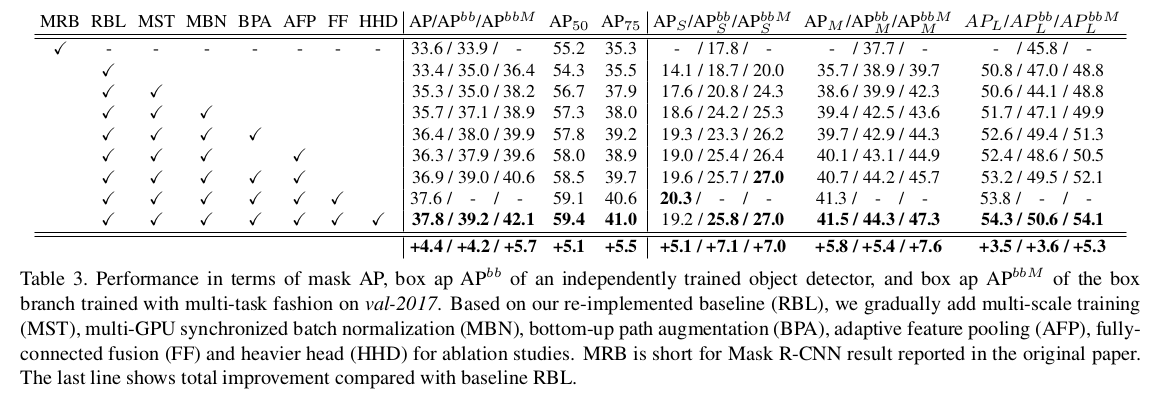 MRB RBL MST MBN BPA AFP FF HHD AP/AP^bb/AP^bbM AP_50 AP_75 AP_S/AP_S^bb/AP_S^bbM AP_M/AP_M^bb/AP_M^bbM AP_L/AP_L^bb/AP_L^bbM
✓ - - - - - - - 33.6 / 33.9 / - 55.2 35.3 - / 17.8 / - - / 37.7 / - - / 45.8 / -
✓ 33.4 / 35.0 / 36.4 54.3 35.5 14.1 / 18.7 / 20.0 35.7 / 38.9 / 39.7 50.8 / 47.0 / 48.8
✓ ✓ 35.3 / 35.0 / 38.2 56.7 37.9 17.6 / 20.8 / 24.3 38.6 / 39.9 / 42.3 50.6 / 44.1 / 48.8
✓ ✓ ✓ 35.7 / 37.1 / 38.9 57.3 38.0 18.6 / 24.2 / 25.3 39.4 / 42.5 / 43.6 51.7 / 47.1 / 49.9
✓ ✓ ✓ ✓ 36.4 / 38.0 / 39.9 57.8 39.2 19.3 / 23.3 / 26.2 39.7 / 42.9 / 44.3 52.6 / 49.4 / 51.3
✓ ✓ ✓ ✓ 36.3 / 37.9 / 39.6 58.0 38.9 19.0 / 25.4 / 26.4 40.1 / 43.1 / 44.9 52.4 / 48.6 / 50.5
✓ ✓ ✓ ✓ ✓ 36.9 / 39.0 / 40.6 58.5 39.7 19.6 / 25.7 / 27.0 40.7 / 44.2 / 45.7 53.2 / 49.5 / 52.1
✓ ✓ ✓ ✓ ✓ ✓ 37.6 / - / - 59.1 40.6 20.3 / - / - 41.3 / - / - 53.8 / - / -
✓ ✓ ✓ ✓ ✓ ✓ ✓ 37.8 / 39.2 / 42.1 59.4 41.0 19.2 / 25.8 / 27.0 41.5 / 44.3 / 47.3 54.3 / 50.6 / 54.1
+4.4 / +4.2 / +5.7 +5.1 +5.5 +5.1 / +7.1 / +7.0 +5.8 / +5.4 / +7.6 +3.5 / +3.6 / +5.3
Table 3. Performance in terms of mask AP, box ap AP^bb of an independently trained object detector, and box ap AP^bbM of the box
branch trained with multi-task fashion on val-2017. Based on our re-implemented baseline (RBL), we gradually add multi-scale training
(MST), multi-GPU synchronized batch normalization (MBN), bottom-up path augmentation (BPA), adaptive feature pooling (AFP), fully-
connected fusion (FF) and heavier head (HHD) for ablation studies. MRB is short for Mask R-CNN result reported in the original paper.
The last line shows total improvement compared with baseline RBL.